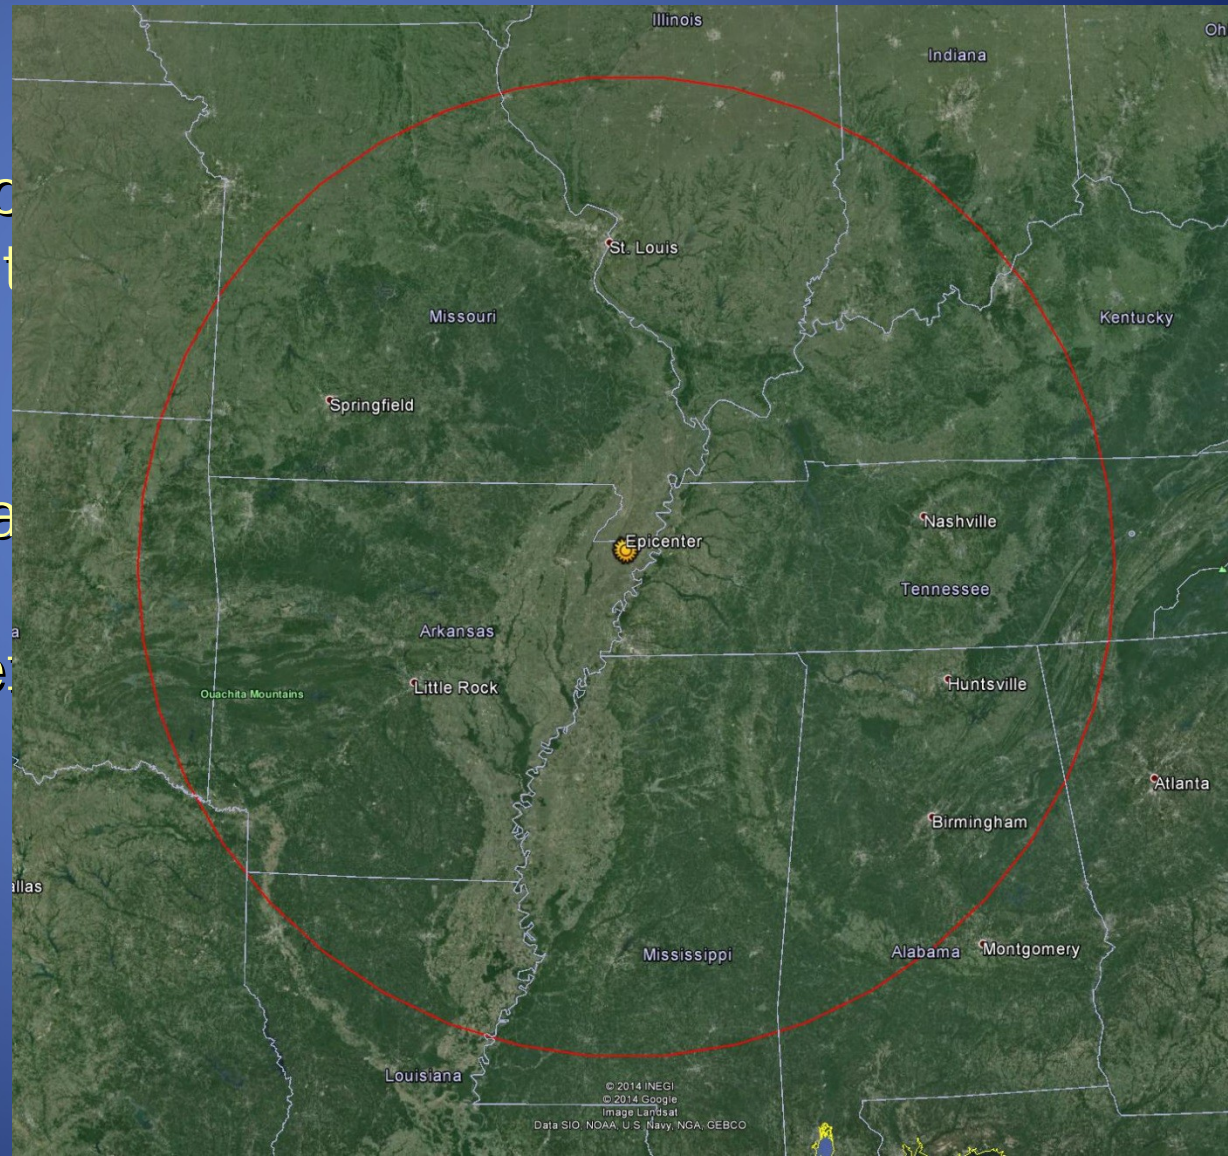 Illinois
Oh
Indiana
St. Louis
Missouri
Kentucky
Springfield
Nashville
Epicenter
Tennessee
Arkansas
Little Rock
Huntsville
Ouachita Mountains
Atlanta
Birmingham
allas
Mississippi
Alabama
Montgomery
Louisiana
© 2014 INEGI
© 2014 Google
Image Landsat
Data SIO, NOAA, U.S. Navy, NGA, GEBCO